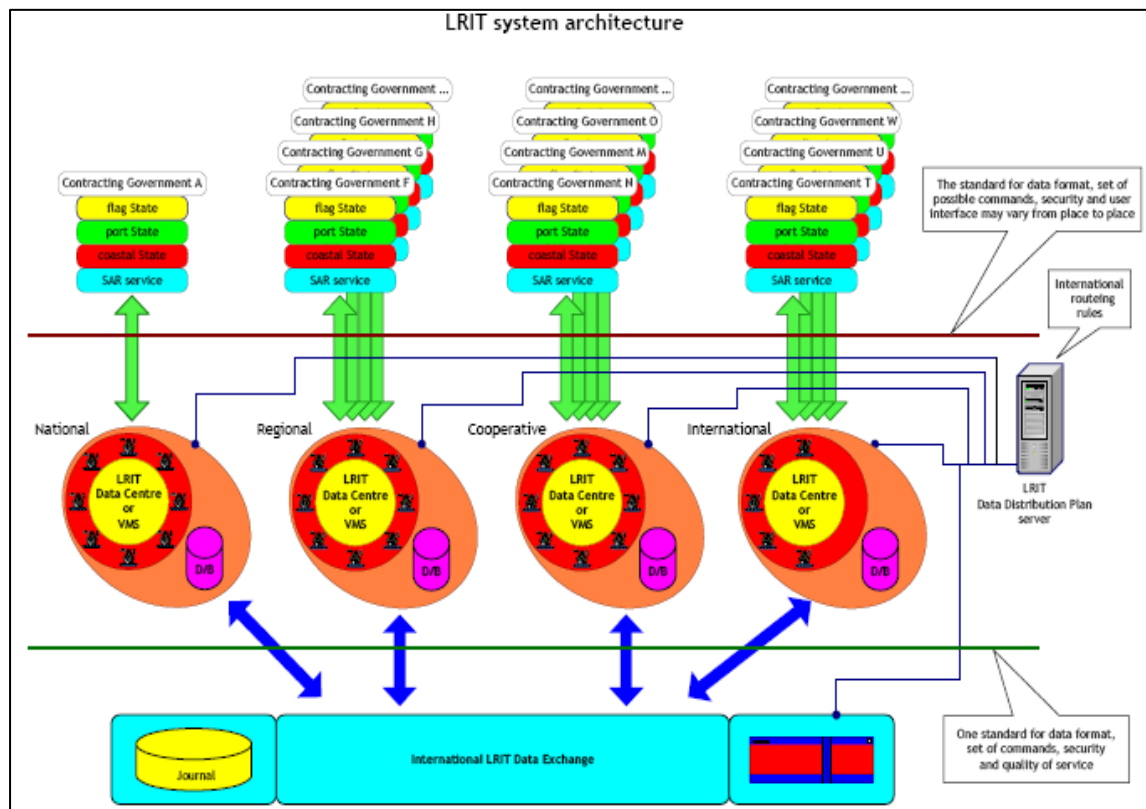 LRIT system architecture
Contracting Government ...
Contracting Government H
Contracting Government G
Contracting Government F
flag State
port State
coastal State
SAR service
Contracting Government ...
Contracting Government O
Contracting Government M
Contracting Government N
flag State
port State
coastal State
SAR service
Contracting Government ...
Contracting Government W
Contracting Government U
Contracting Government T
flag State
port State
coastal State
SAR service
Contracting Government A
flag State
port State
coastal State
SAR service
The standard for data format, set of
possible commands, security and user
interface may vary from place to place
International
routeing
rules
LRIT
Data Distribution Plan
server
National
LRIT
Data Centre
or
VMS
D/B
Regional
LRIT
Data Centre
or
VMS
D/B
Cooperative
LRIT
Data Centre
or
VMS
D/B
International
LRIT
Data Centre
or
VMS
D/B
Journal
International LRIT Data Exchange
One standard for data format,
set of commands, security
and quality of service